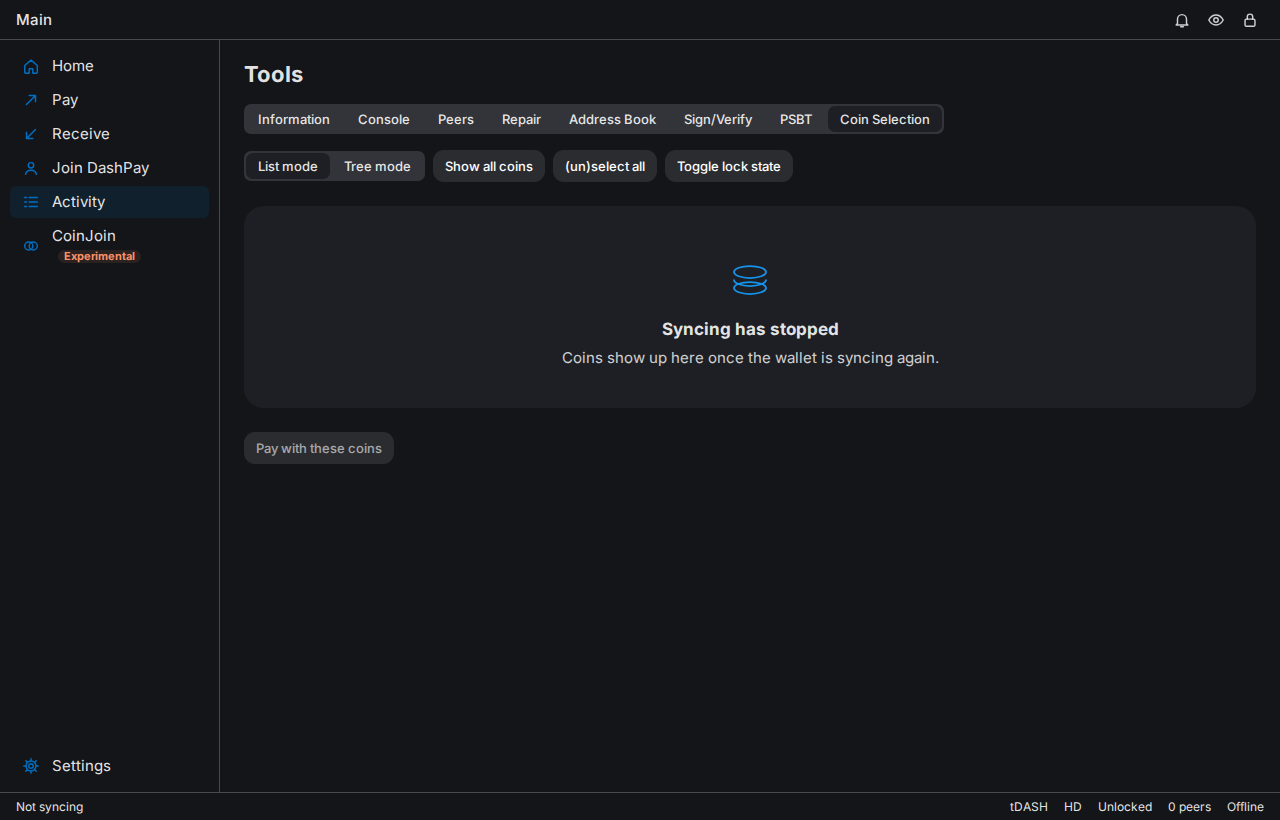 Main
Home
Pay
Receive
Join DashPay
Activity
CoinJoin
Experimental
Settings
Tools
Information Console Peers Repair Address Book Sign/Verify PSBT Coin Selection
List mode Tree mode Show all coins (un)select all Toggle lock state
Syncing has stopped
Coins show up here once the wallet is syncing again.
Pay with these coins
Not syncing tDASH HD Unlocked 0 peers Offline